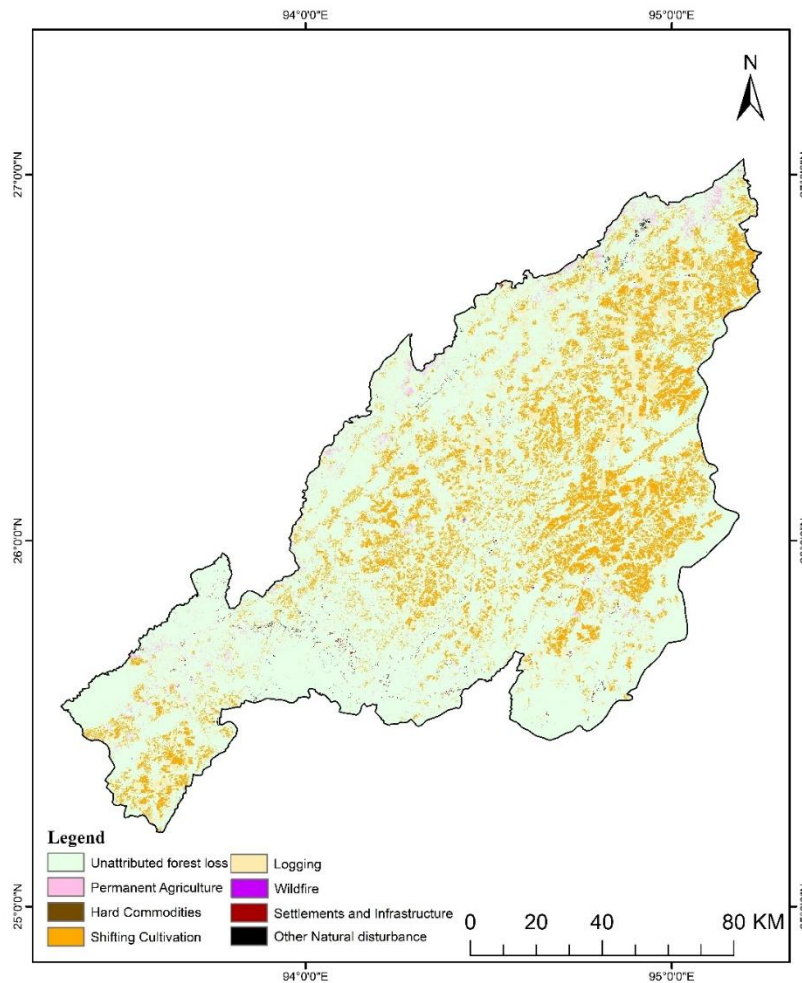 94°0'0"E 95°0'0"E
N
27°0'0"N
26°0'0"N
25°0'0"N
Legend
Unattributed forest loss
Permanent Agriculture
Hard Commodities
Shifting Cultivation
Logging
Wildfire
Settlements and Infrastructure
Other Natural disturbance
0 20 40 60 80 KM
94°0'0"E 95°0'0"E